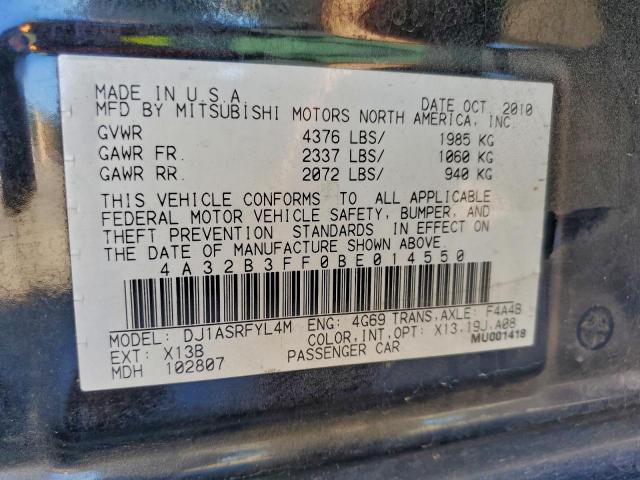 MADE IN U.S.A DATE OCT. 2010
MFD BY MITSUBISHI MOTORS NORTH AMERICA, INC
GVWR 4376 LBS/ 1985 KG
GAWR FR. 2337 LBS/ 1060 KG
GAWR RR. 2072 LBS/ 940 KG
THIS VEHICLE CONFORMS TO ALL APPLICABLE
FEDERAL MOTOR VEHICLE SAFETY, BUMPER, AND
THEFT PREVENTION STANDARDS IN EFFECT ON
THE DATE OF MANUFACTURE SHOWN ABOVE.
4A32B3FF0BE014550
MODEL: DJ1ASRFYL4M ENG: 4G69 TRANS,AXLE: F4A4B
EXT: X13B COLOR,INT,OPT: X13,19J,A08
MDH 102807 PASSENGER CAR MU001418